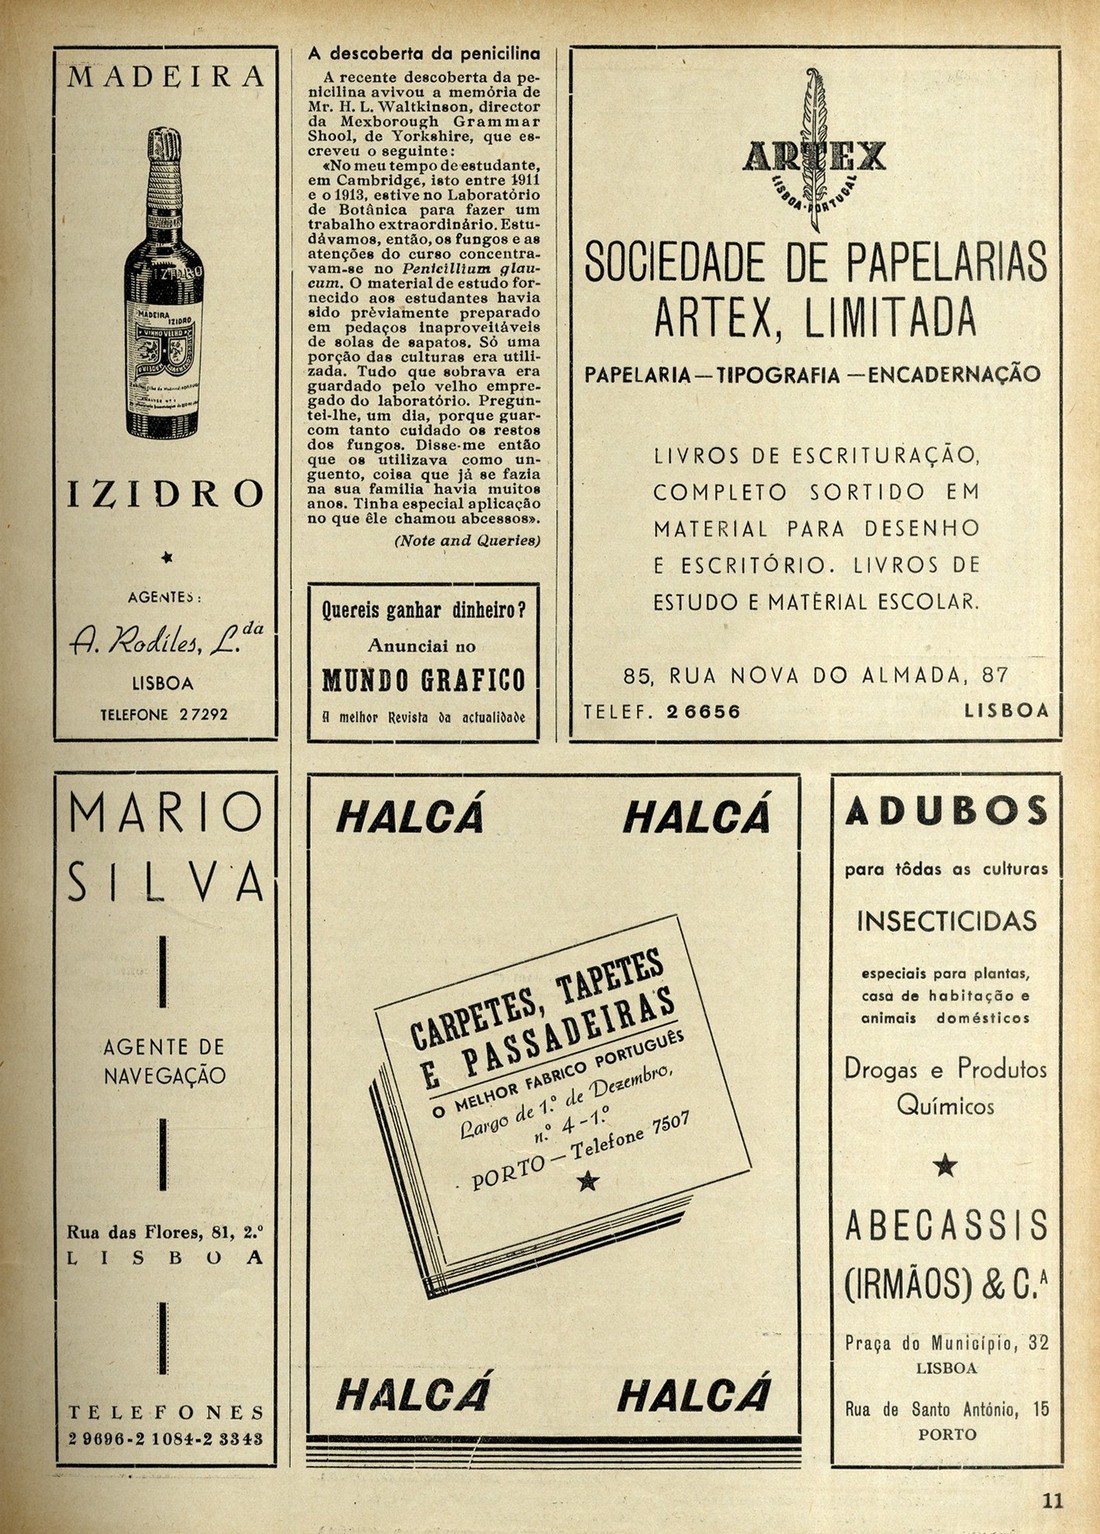 MADEIRA
IZIDRO
MADEIRA
IZIDRO
VINHO VELHO
IZIDRO
AGENTES:
A. Rodiles, L.da
LISBOA
TELEFONE 27292
A descoberta da penicilina
A recente descoberta da pe-
nicilina avivou a memória de
Mr. H. L. Waltkinson, director
da Mexborough Grammar
Shool, de Yorkshire, que es-
creveu o seguinte:
«No meu tempo de estudante,
em Cambridge, isto entre 1911
e o 1913, estive no Laboratório
de Botânica para fazer um
trabalho extraordinário. Estu-
dávamos, então, os fungos e as
atenções do curso concentra-
vam-se no Penicillium glau-
cum. O material de estudo for-
necido aos estudantes havia
sido prèviamente preparado
em pedaços inaproveitáveis
de solas de sapatos. Só uma
porção das culturas era utili-
zada. Tudo que sobrava era
guardado pelo velho empre-
gado do laboratório. Pregun-
tei-lhe, um dia, porque guar-
com tanto cuidado os restos
dos fungos. Disse-me então
que os utilizava como un-
guento, coisa que já se fazia
na sua família havia muitos
anos. Tinha especial aplicação
no que êle chamou abcessos».
(Note and Queries)
Quereis ganhar dinheiro?
Anunciai no
MUNDO GRAFICO
A melhor Revista da actualidade
ARTEX
LISBOA·PORTUGAL
SOCIEDADE DE PAPELARIAS
ARTEX, LIMITADA
PAPELARIA—TIPOGRAFIA—ENCADERNAÇÃO
LIVROS DE ESCRITURAÇÃO,
COMPLETO SORTIDO EM
MATERIAL PARA DESENHO
E ESCRITÓRIO. LIVROS DE
ESTUDO E MATERIAL ESCOLAR.
85, RUA NOVA DO ALMADA, 87
TELEF. 26656 LISBOA
MARIO
SILVA
AGENTE DE
NAVEGAÇÃO
Rua das Flores, 81, 2.º
LISBOA
TELEFONES
2 9696-2 1084-2 3343
HALCÁ HALCÁ
CARPETES, TAPETES
E PASSADEIRAS
O MELHOR FABRICO PORTUGUÊS
Largo de 1.º de Dezembro,
n.º 4-1.º
PORTO—Telefone 7507
HALCÁ HALCÁ
ADUBOS
para tôdas as culturas
INSECTICIDAS
especiais para plantas,
casa de habitação e
animais domésticos
Drogas e Produtos
Químicos
ABECASSIS
(IRMÃOS) & C.A
Praça do Município, 32
LISBOA
Rua de Santo António, 15
PORTO
11